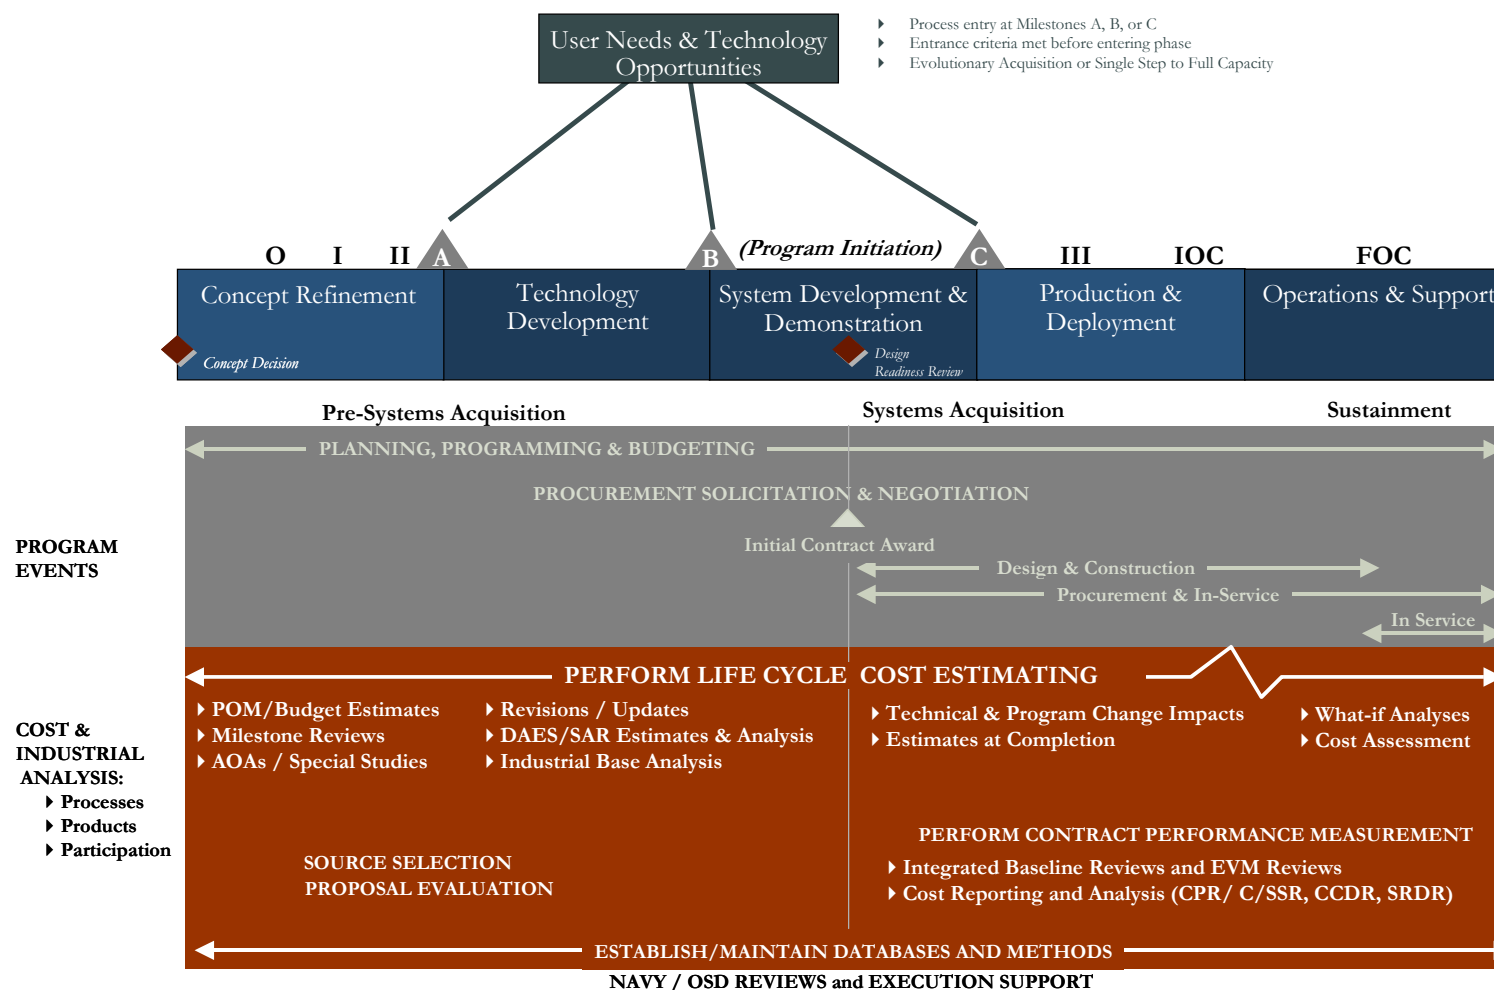 User Needs & Technology
Opportunities
Process entry at Milestones A, B, or C
Entrance criteria met before entering phase
Evolutionary Acquisition or Single Step to Full Capacity
O I II A B (Program Initiation) C III IOC FOC
Concept Refinement
Concept Decision
Technology
Development
System Development &
Demonstration
Design
Readiness Review
Production &
Deployment
Operations & Support
Pre-Systems Acquisition
Systems Acquisition
Sustainment
PROGRAM
EVENTS
PLANNING, PROGRAMMING & BUDGETING
PROCUREMENT SOLICITATION & NEGOTIATION
Initial Contract Award
Design & Construction
Procurement & In-Service
In Service
COST &
INDUSTRIAL
ANALYSIS:
Processes
Products
Participation
PERFORM LIFE CYCLE COST ESTIMATING
POM/Budget Estimates
Milestone Reviews
AOAs / Special Studies
Revisions / Updates
DAES/SAR Estimates & Analysis
Industrial Base Analysis
Technical & Program Change Impacts
Estimates at Completion
What-if Analyses
Cost Assessment
SOURCE SELECTION
PROPOSAL EVALUATION
PERFORM CONTRACT PERFORMANCE MEASUREMENT
Integrated Baseline Reviews and EVM Reviews
Cost Reporting and Analysis (CPR/ C/SSR, CCDR, SRDR)
ESTABLISH/MAINTAIN DATABASES AND METHODS
NAVY / OSD REVIEWS and EXECUTION SUPPORT